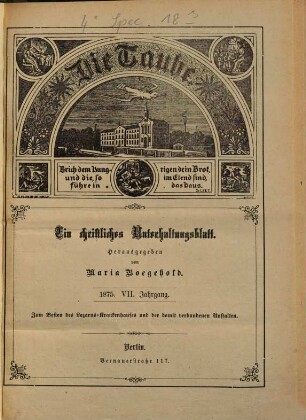 4° Spec. 18
Die Taube.
Brich dem Hung- rigen dein Brot,
und die, so im Elend sind,
führe in das Haus.
Ein christliches Unterhaltungsblatt.
Herausgegeben
von
Maria Boegehold.
1875. VII. Jahrgang.
Zum Besten des Lazarus-Krankenhauses und der damit verbundenen Anstalten.
Berlin.
Bernauerstraße 117.